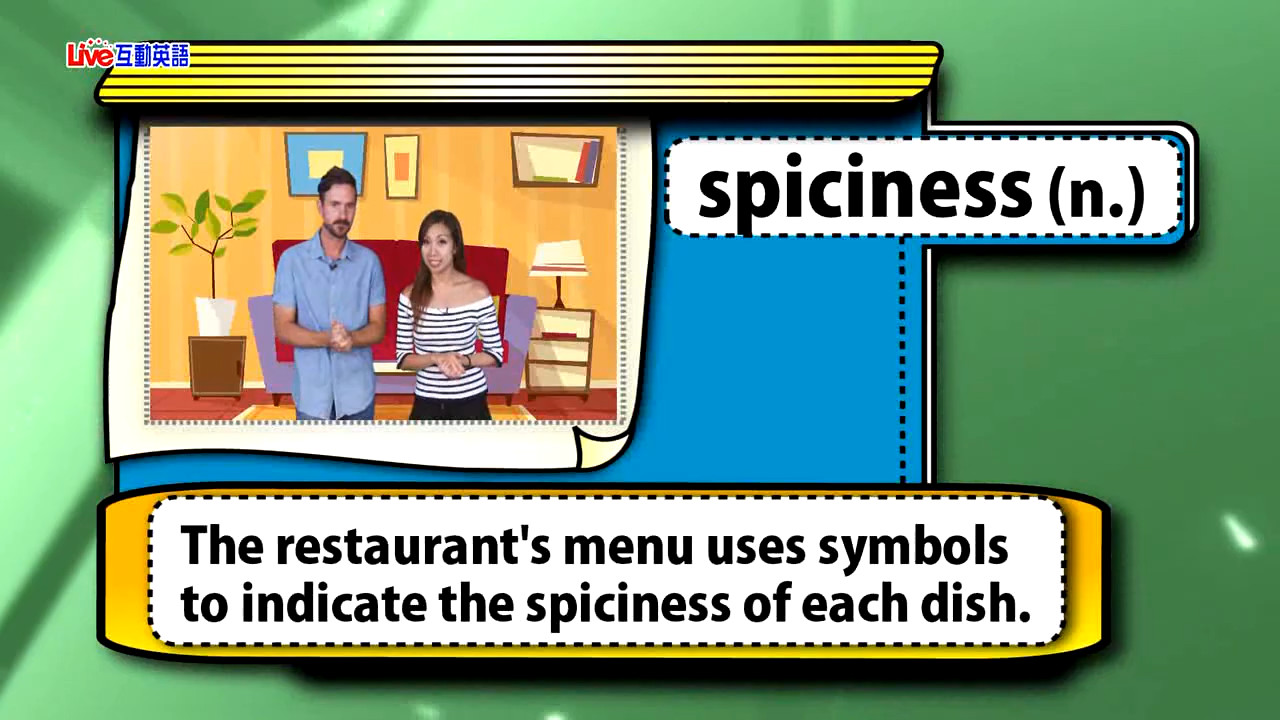 Live互動英語
spiciness (n.)
The restaurant's menu uses symbols
to indicate the spiciness of each dish.